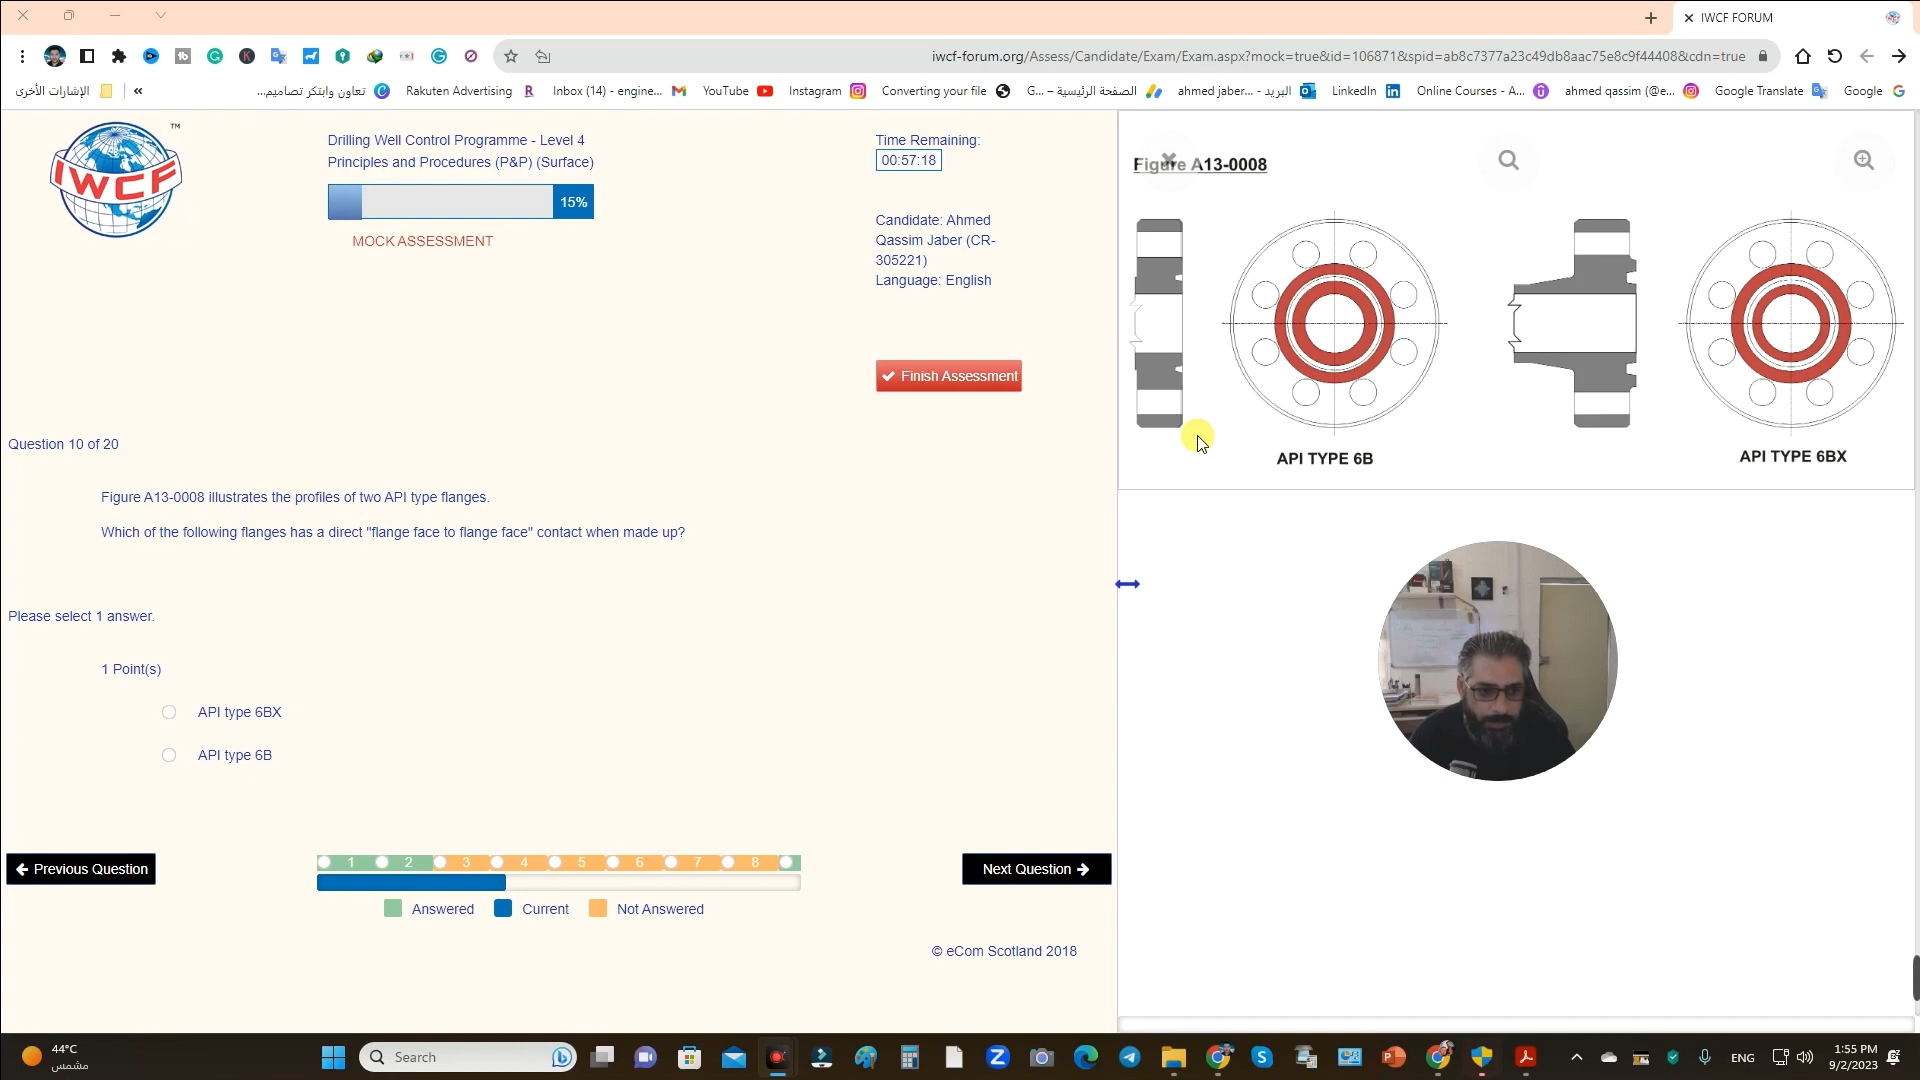 IWCF FORUM
iwcf-forum.org/Assess/Candidate/Exam/Exam.aspx?mock=true&id=106871&spid=ab8c7377a23c49db8aac75e8c9f44408&cdn=true
الإشارات الأخرى
تعاون وابتكر تصاميم...
Rakuten Advertising
Inbox (14) - engine...
YouTube
Instagram
Converting your file
الصفحة الرئيسية – G...
ahmed jaber... - البريد
LinkedIn
Online Courses - A...
ahmed qassim (@e...
Google Translate
Google
IWCF
TM
Drilling Well Control Programme - Level 4
Principles and Procedures (P&P) (Surface)
15%
MOCK ASSESSMENT
Time Remaining:
00:57:18
Candidate: Ahmed
Qassim Jaber (CR-
305221)
Language: English
Finish Assessment
Question 10 of 20
Figure A13-0008 illustrates the profiles of two API type flanges.
Which of the following flanges has a direct "flange face to flange face" contact when made up?
Please select 1 answer.
1 Point(s)
API type 6BX
API type 6B
Previous Question
1 2 3 4 5 6 7 8
Next Question
Answered Current Not Answered
© eCom Scotland 2018
Figure A13-0008
API TYPE 6B
API TYPE 6BX
44°C
مشمس
Search
ENG
1:55 PM
9/2/2023